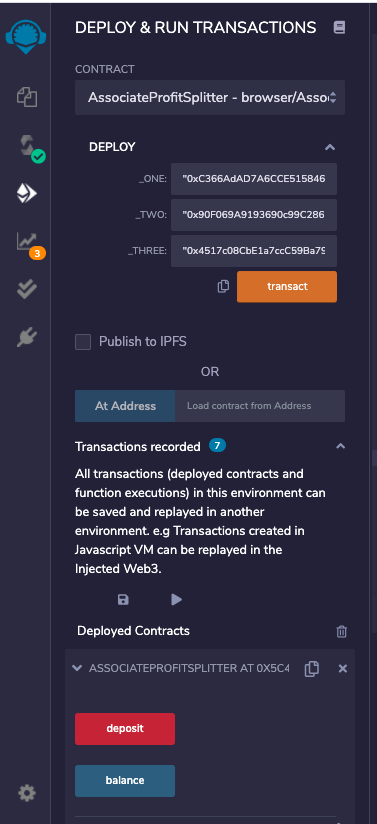 DEPLOY & RUN TRANSACTIONS
CONTRACT
AssociateProfitSplitter - browser/Asso
DEPLOY
_ONE: "0xC366AdAD7A6CCE515846
_TWO: "0x90F069A9193690c99C286
_THREE: "0x4517c08CbE1a7ccC59Ba79
transact
3
Publish to IPFS
OR
At Address Load contract from Address
Transactions recorded 7
All transactions (deployed contracts and
function executions) in this environment can
be saved and replayed in another
environment. e.g Transactions created in
Javascript VM can be replayed in the
Injected Web3.
Deployed Contracts
ASSOCIATEPROFITSPLITTER AT 0X5C4
deposit
balance